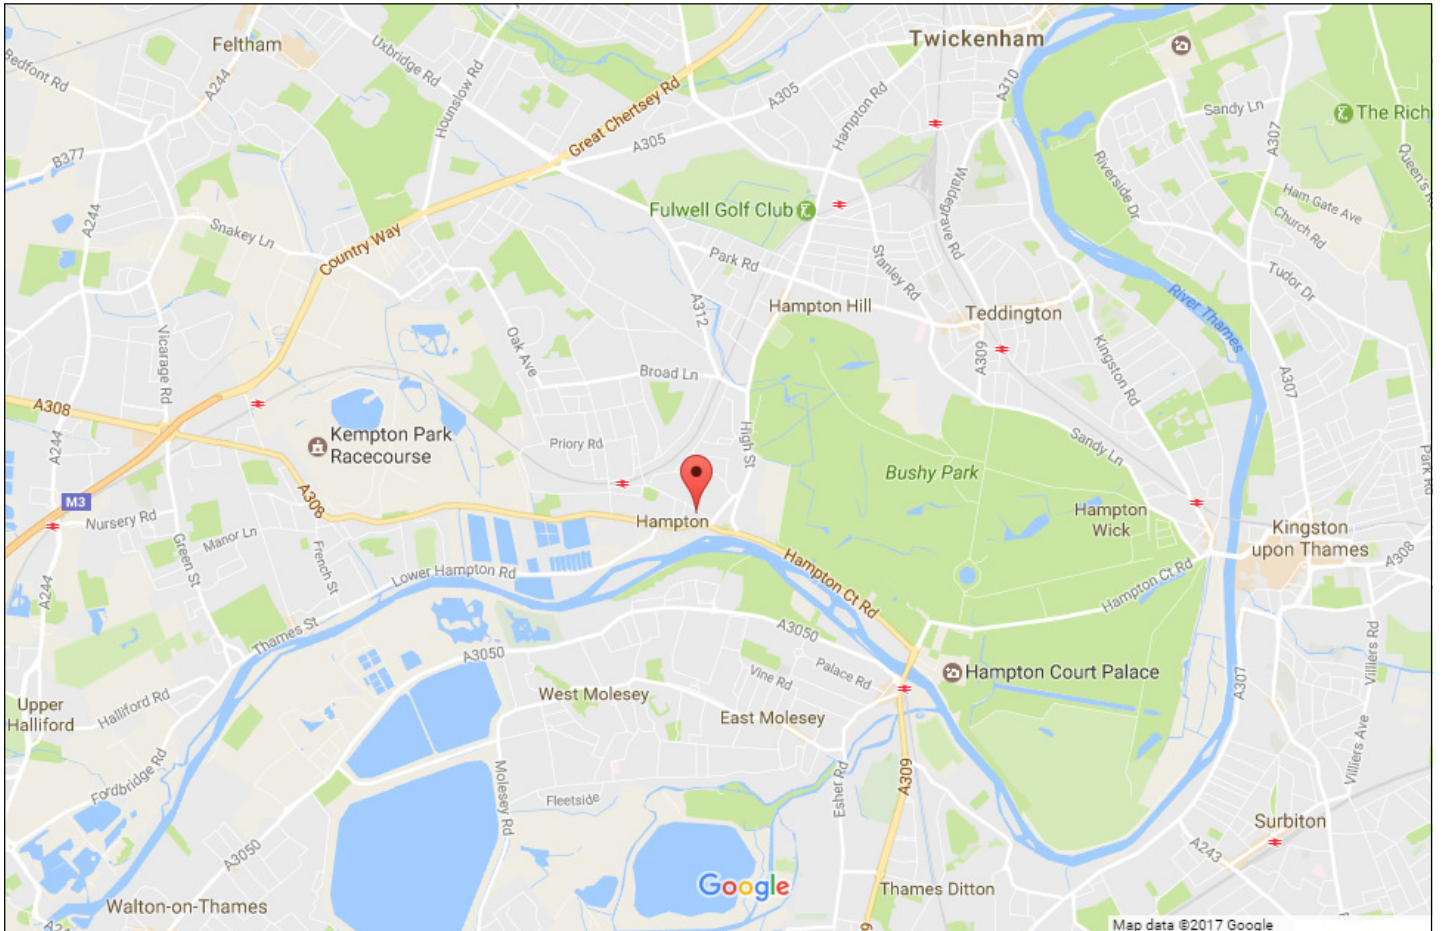 Feltham
Twickenham
Bedfont Rd
Uxbridge Rd
A244
Hounslow Rd
Great Chertsey Rd
A305
Hampton Rd
A310
Sandy Ln
The Rich
A307
Queen's R
B377
A305
Riverside Dr
Ham Gate Ave
Church Rd
Waldegrave Rd
Fulwell Golf Club
A244
Snakey Ln
Country Way
Park Rd
Stanley Rd
Tudor Dr
River Thames
Hampton Hill
Teddington
A312
Oak Ave
Vicarage Rd
A309
Kingston Rd
A307
Broad Ln
A308
Kempton Park
Racecourse
Priory Rd
High St
A244
Sandy Ln
Bushy Park
Park Rd
M3
A308
Nursery Rd
Manor Ln
Green St
French St
Hampton
Hampton
Wick
Kingston
upon Thames
A308
Lower Hampton Rd
Hampton Ct Rd
Hampton Ct Rd
A244
Thames St
A3050
A3050
Vine Rd
Palace Rd
Hampton Court Palace
Villiers Rd
A307
Upper
Halliford
Halliford Rd
West Molesey
East Molesey
Villiers Ave
Fordbridge Rd
Molesey Rd
Fleetside
Esher Rd
A309
Surbiton
A243
A3050
Google
Thames Ditton
Walton-on-Thames
A24
9
Map data ©2017 Google